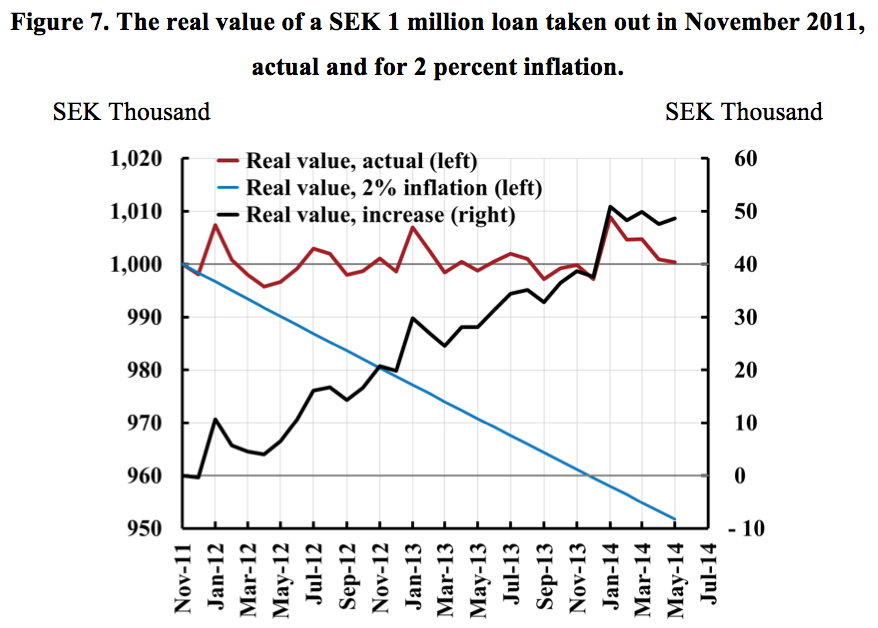 Figure 7. The real value of a SEK 1 million loan taken out in November 2011,
actual and for 2 percent inflation.
SEK Thousand
SEK Thousand
Real value, actual (left)
Real value, 2% inflation (left)
Real value, increase (right)
1,020
1,010
1,000
990
980
970
960
950
60
50
40
30
20
10
0
- 10
Nov-11
Jan-12
Mar-12
May-12
Jul-12
Sep-12
Nov-12
Jan-13
Mar-13
May-13
Jul-13
Sep-13
Nov-13
Jan-14
Mar-14
May-14
Jul-14